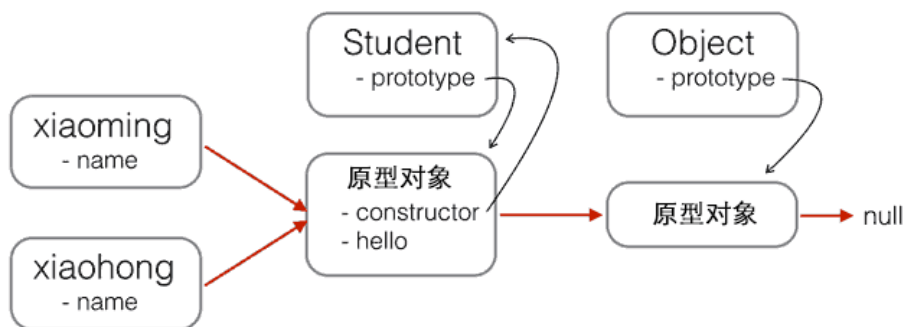 Student
- prototype
Object
- prototype
xiaoming
- name
原型对象
- constructor
- hello
原型对象
null
xiaohong
- name